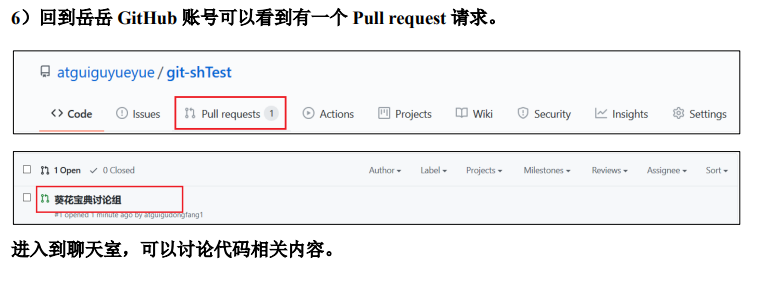 6）回到岳岳 GitHub 账号可以看到有一个 Pull request 请求。
atguiguyueyue / git-shTest
Code Issues Pull requests 1 Actions Projects Wiki Security Insights Settings
1 Open 0 Closed Author Label Projects Milestones Reviews Assignee Sort
葵花宝典讨论组
#1 opened 1 minute ago by atguigudongfang1
进入到聊天室，可以讨论代码相关内容。